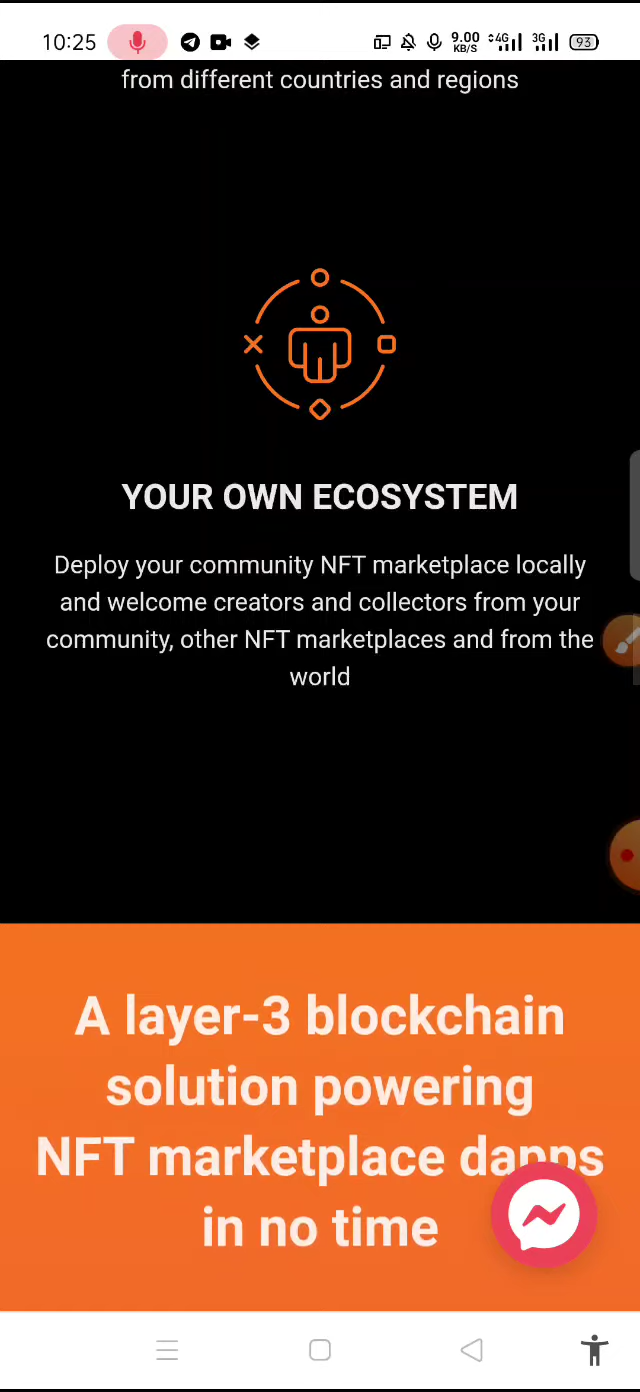 10:25 9.00 KB/S 4G 3G 93
from different countries and regions
YOUR OWN ECOSYSTEM
Deploy your community NFT marketplace locally
and welcome creators and collectors from your
community, other NFT marketplaces and from the
world
A layer-3 blockchain
solution powering
NFT marketplace dapps
in no time